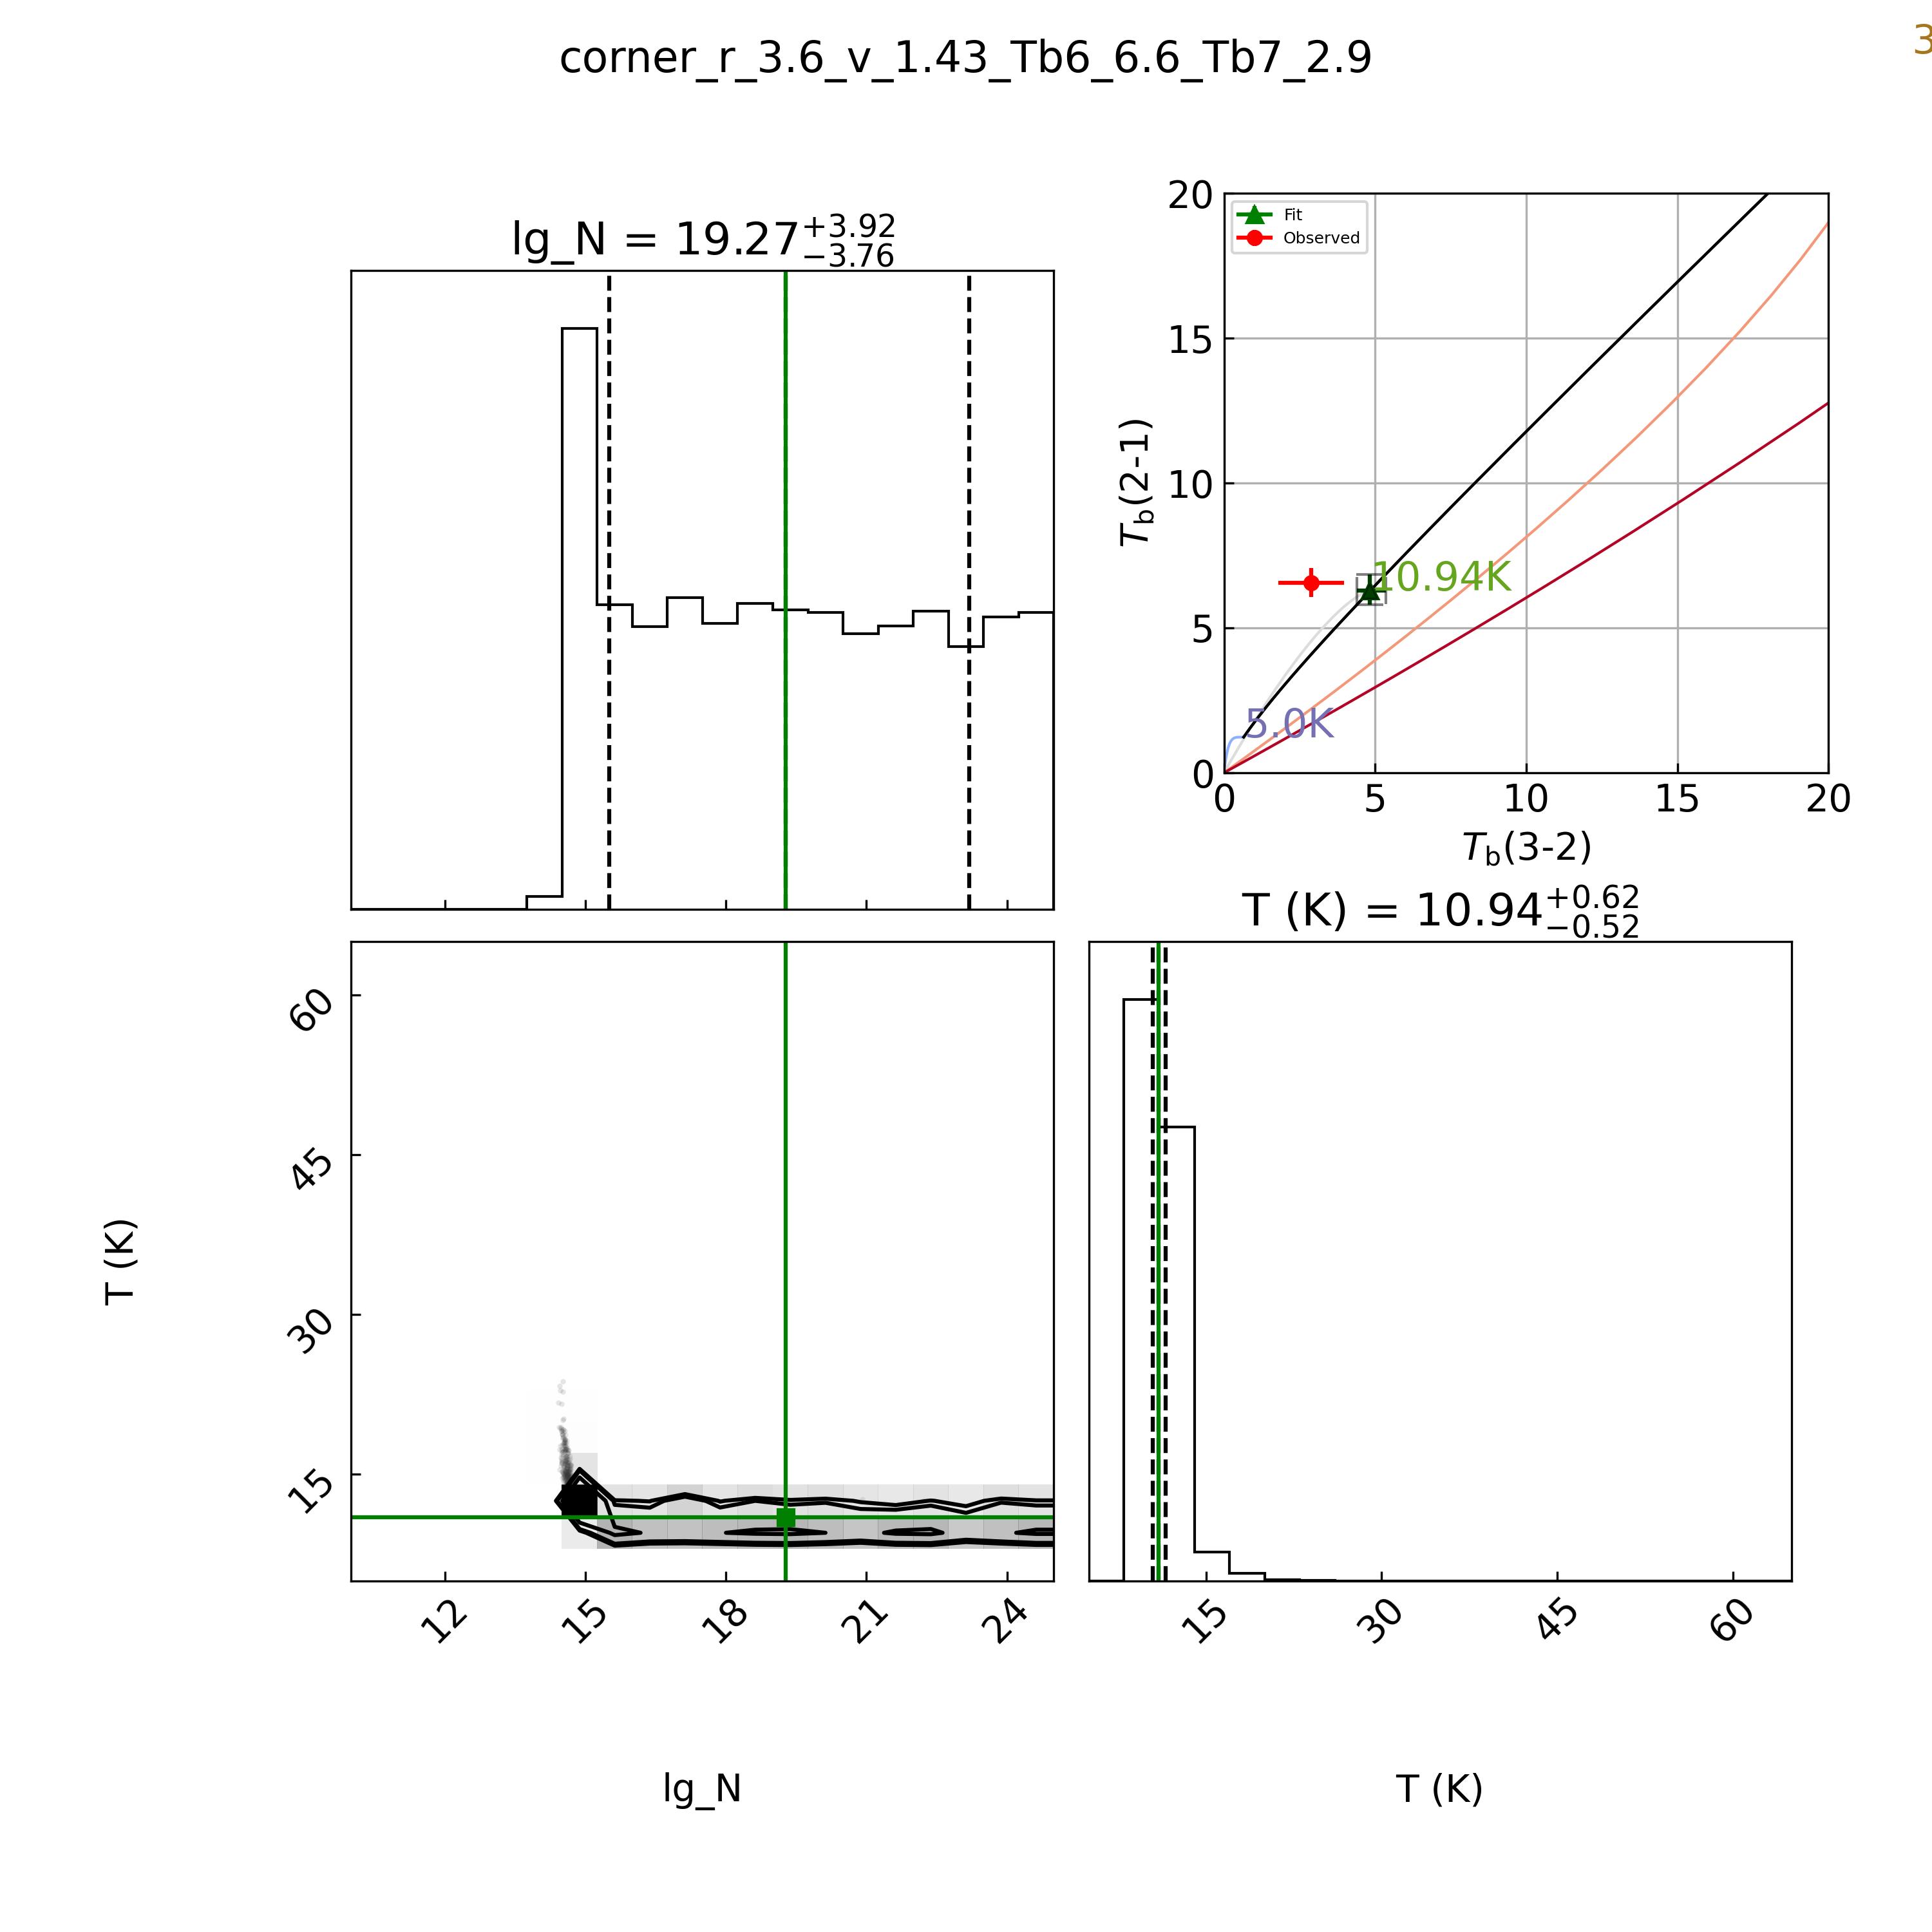 corner_r_3.6_v_1.43_Tb6_6.6_Tb7_2.9
3
lg_N = 19.27 +3.92 −3.76
20
15
10
5
0
T_b(2-1)
Fit
Observed
10.94K
5.0K
0 5 10 15 20
T_b(3-2)
T (K) = 10.94 +0.62 −0.52
60
45
30
15
T (K)
12 15 18 21 24
lg_N
15 30 45 60
T (K)